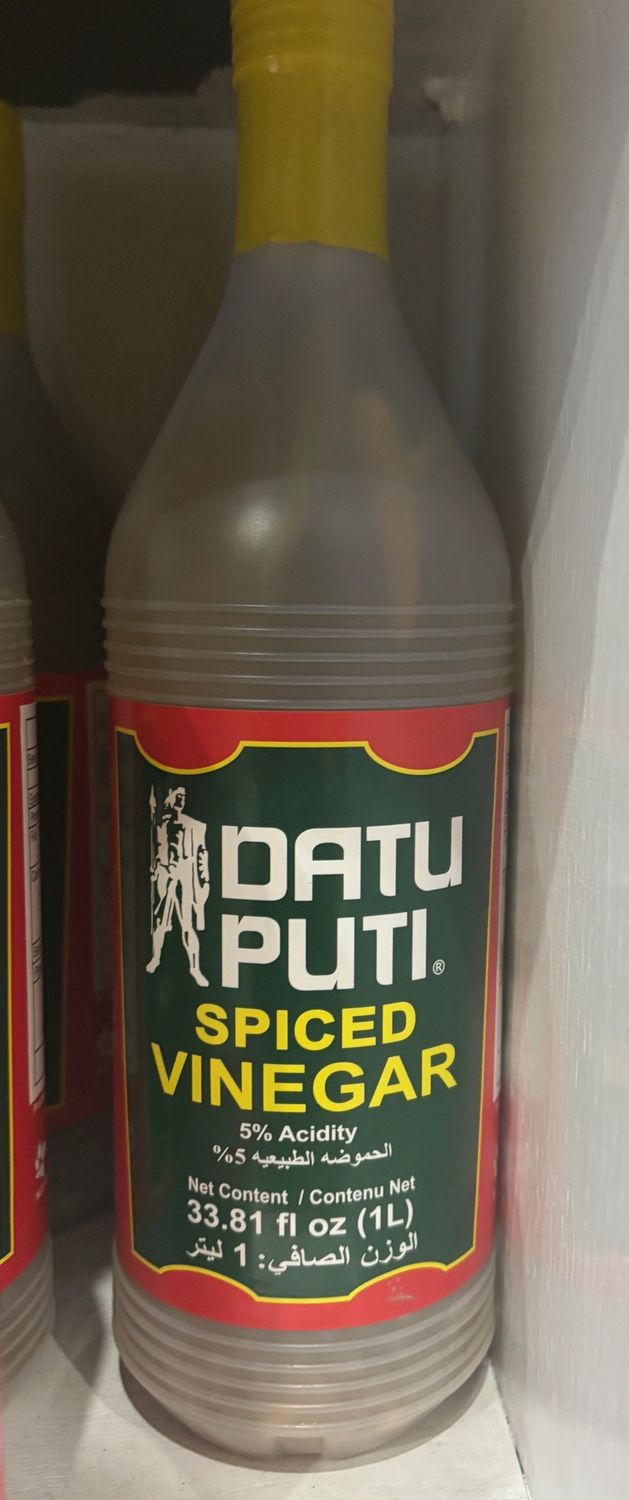 DATU
PUTI®
SPICED
VINEGAR
5% Acidity
الحموضه الطبيعيه 5%
Net Content / Contenu Net
33.81 fl oz (1L)
الوزن الصافي: 1 ليتر